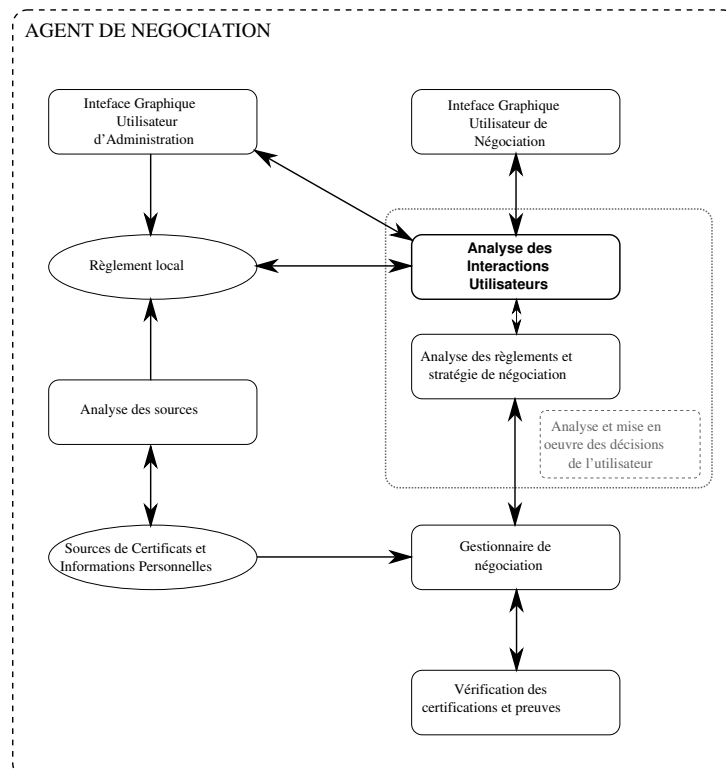 AGENT DE NEGOCIATION
Inteface Graphique
Utilisateur
d'Administration
Inteface Graphique
Utilisateur de
Négociation
Règlement local
Analyse des
Interactions
Utilisateurs
Analyse des règlements et
stratégie de négociation
Analyse des sources
Analyse et mise en
oeuvre des décisions
de l'utilisateur
Sources de Certificats et
Informations Personnelles
Gestionnaire de
négociation
Vérification des
certifications et preuves